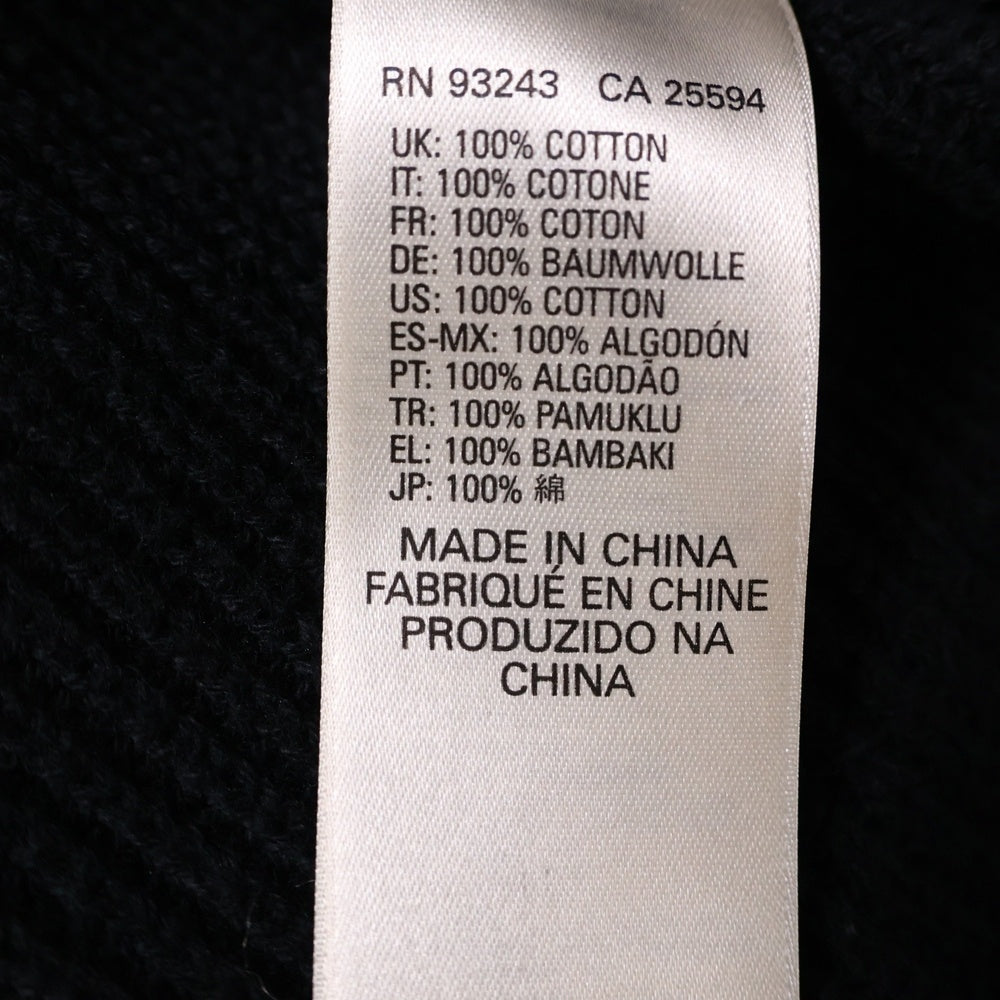 RN 93243 CA 25594
UK: 100% COTTON
IT: 100% COTONE
FR: 100% COTON
DE: 100% BAUMWOLLE
US: 100% COTTON
ES-MX: 100% ALGODÓN
PT: 100% ALGODÃO
TR: 100% PAMUKLU
EL: 100% BAMBAKI
JP: 100% 綿
MADE IN CHINA
FABRIQUÉ EN CHINE
PRODUZIDO NA
CHINA